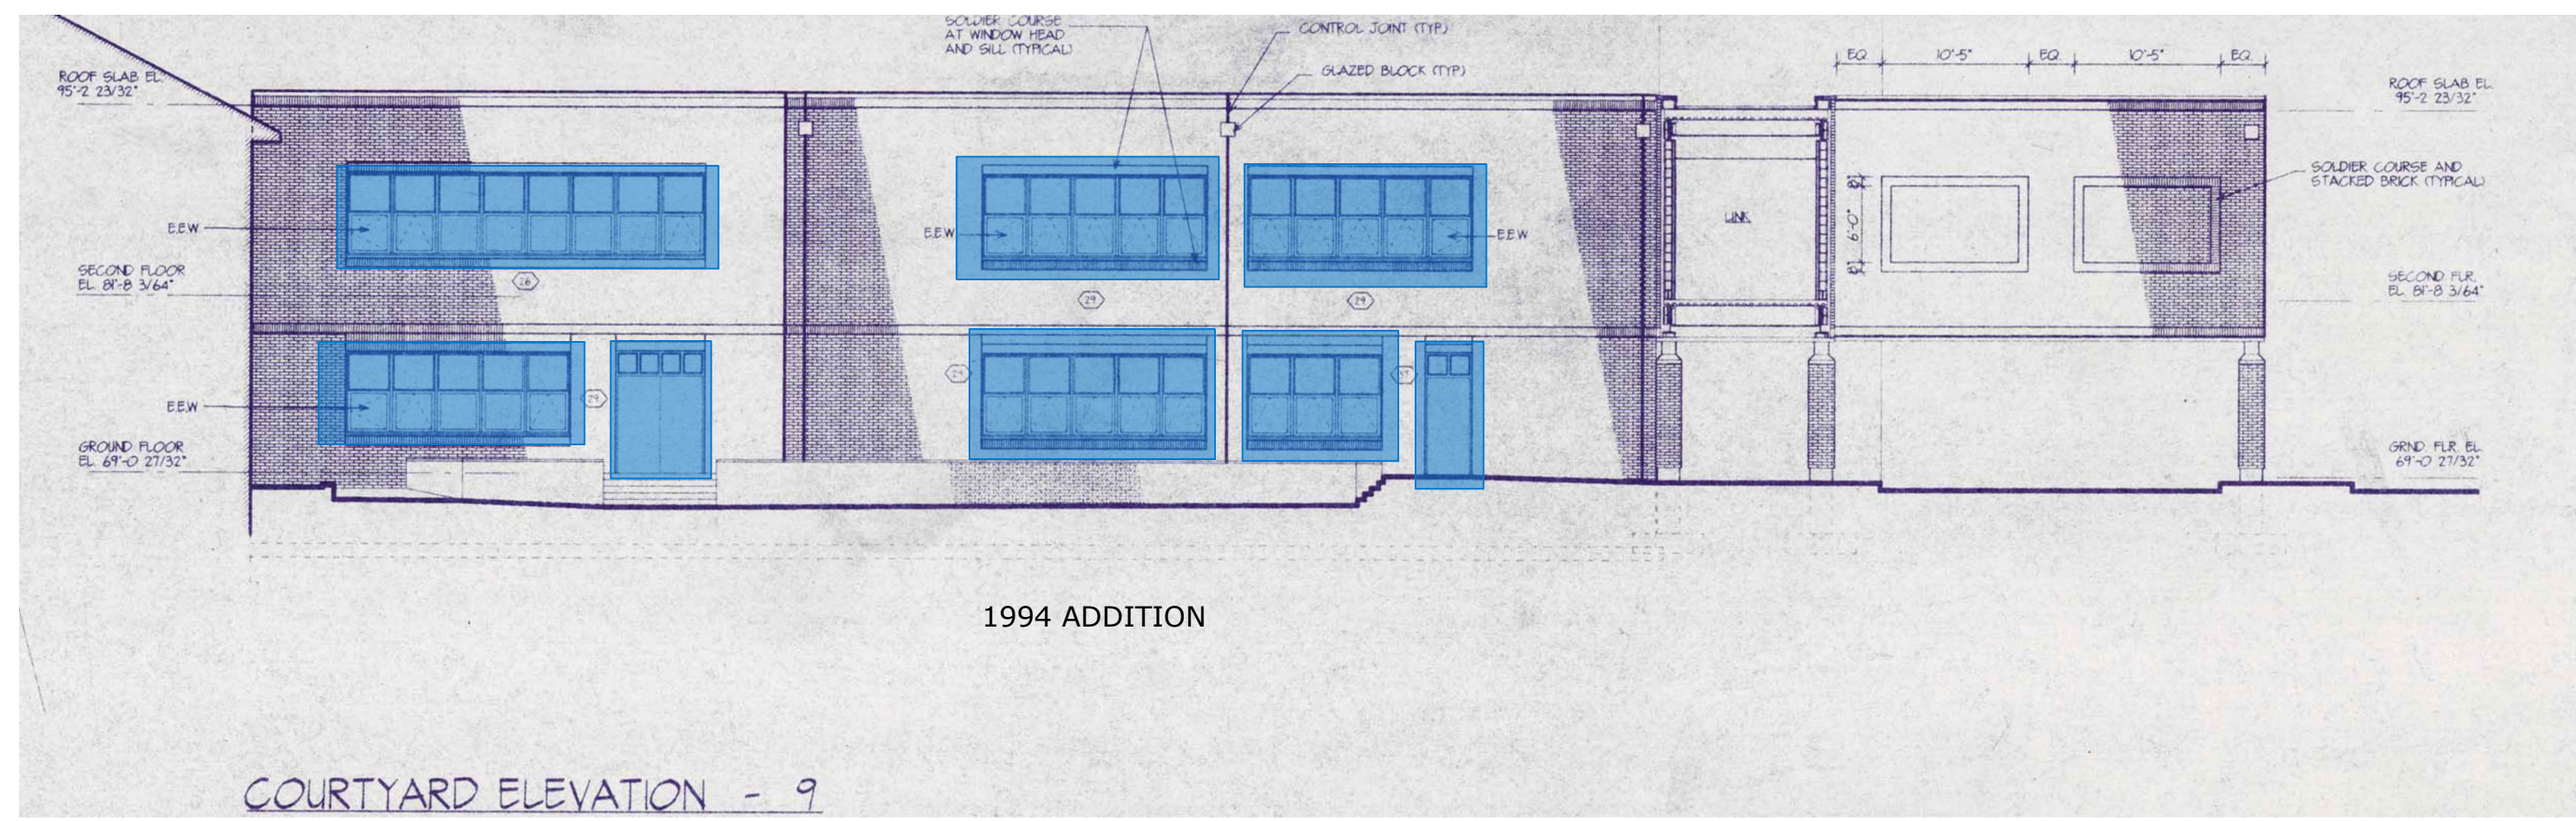 SOLDIER COURSE
AT WINDOW HEAD
AND SILL (TYPICAL)
CONTROL JOINT (TYP.)
GLAZED BLOCK (TYP.)
EQ.
10'-5"
EQ.
10'-5"
EQ.
ROOF SLAB EL.
95'-2 23/32"
ROOF SLAB EL.
95'-2 23/32"
SOLDIER COURSE AND
STACKED BRICK (TYPICAL)
E.E.W
E.E.W
E.E.W
LINK
6'-0"
8"
8"
SECOND FLOOR
EL. 81'-8 3/64"
28
29
29
SECOND FLR.
EL. 81'-8 3/64"
E.E.W
29
29
GROUND FLOOR
EL. 69'-0 27/32"
GRND. FLR. EL.
69'-0 27/32"
1994 ADDITION
COURTYARD ELEVATION - 9